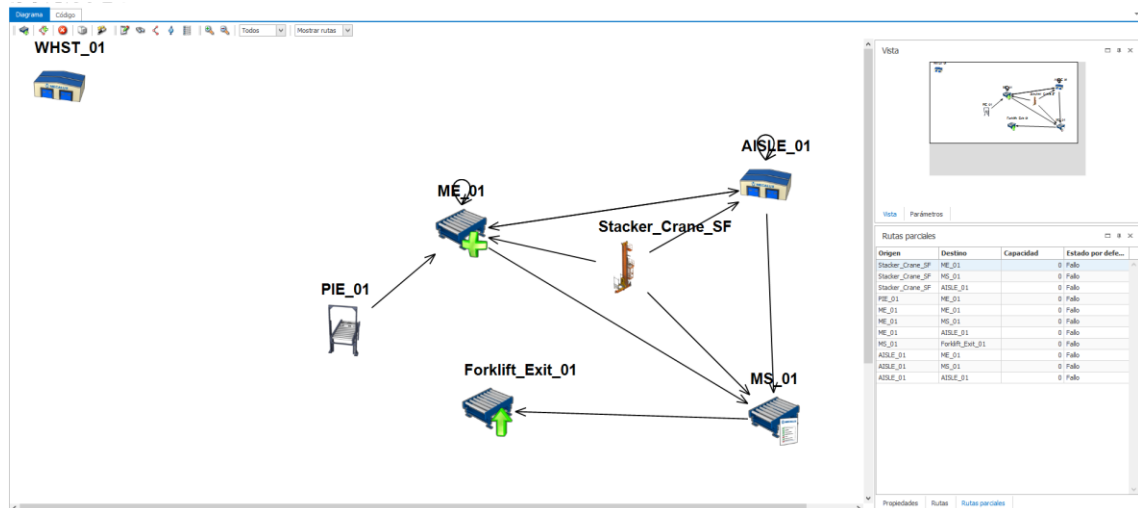 Diagrama Código
Todos Mostrar rutas
WHST_01
AISLE_01
ME_01
Stacker_Crane_SF
PIE_01
Forklift_Exit_01
MS_01
Vista
Vista Parámetros
Rutas parciales
Origen Destino Capacidad Estado por defe...
Stacker_Crane_SF ME_01 0 Fallo
Stacker_Crane_SF MS_01 0 Fallo
Stacker_Crane_SF AISLE_01 0 Fallo
PIE_01 ME_01 0 Fallo
ME_01 ME_01 0 Fallo
ME_01 MS_01 0 Fallo
ME_01 AISLE_01 0 Fallo
MS_01 Forklift_Exit_01 0 Fallo
AISLE_01 ME_01 0 Fallo
AISLE_01 MS_01 0 Fallo
AISLE_01 AISLE_01 0 Fallo
Propiedades Rutas Rutas parciales